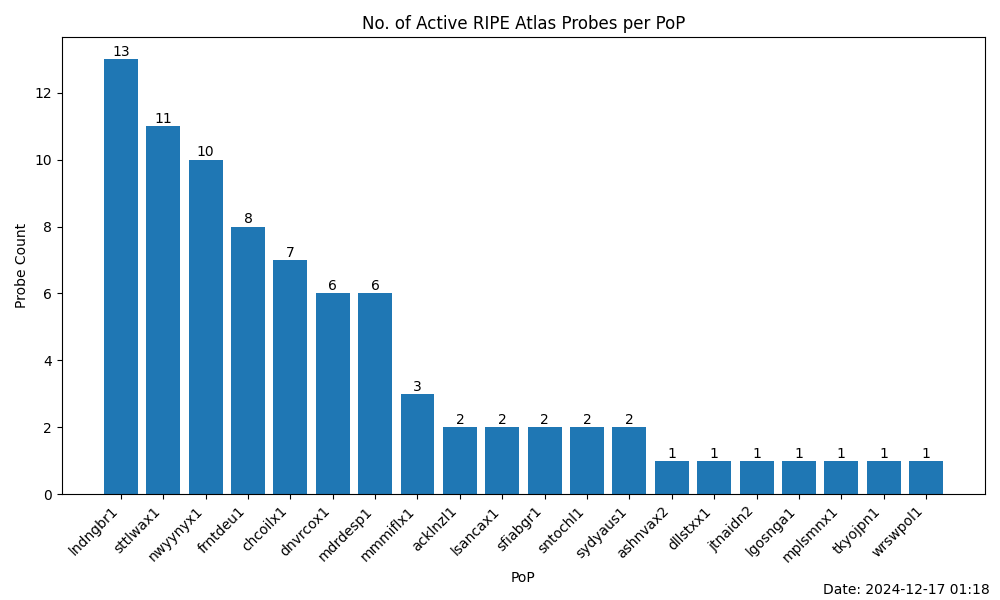 No. of Active RIPE Atlas Probes per PoP
Probe Count
12
10
8
6
4
2
0
13
11
10
8
7
6
6
3
2
2
2
2
2
1
1
1
1
1
1
1
lndngbr1
sttlwax1
nwyynyx1
frntdeu1
chcoilx1
dnvrcox1
mdrdesp1
mmmiflx1
acklnzl1
lsancax1
sfiabgr1
sntochl1
sydyaus1
ashnvax2
dllstxx1
jtnaidn2
lgosnga1
mplsmnx1
tkyojpn1
wrswpol1
PoP
Date: 2024-12-17 01:18